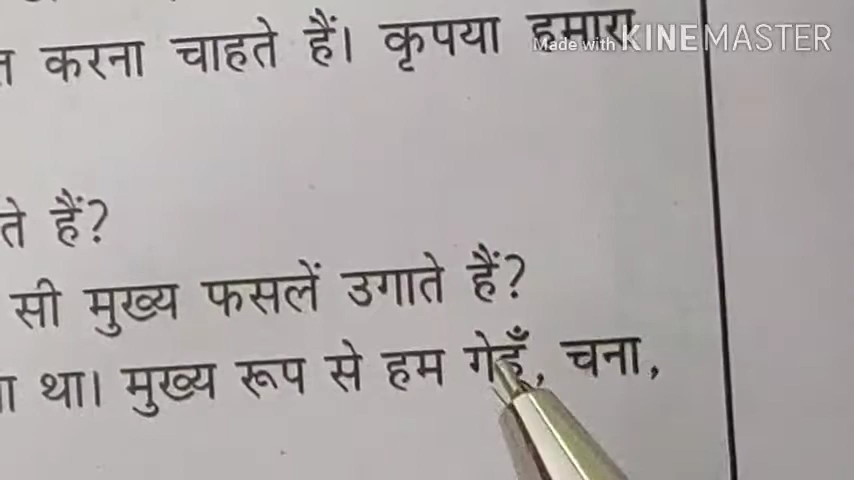 करना चाहते हैं। कृपया हमारा
Made with KINEMASTER
ते हैं?
सी मुख्य फसलें उगाते हैं?
था। मुख्य रूप से हम गेहूँ, चना,